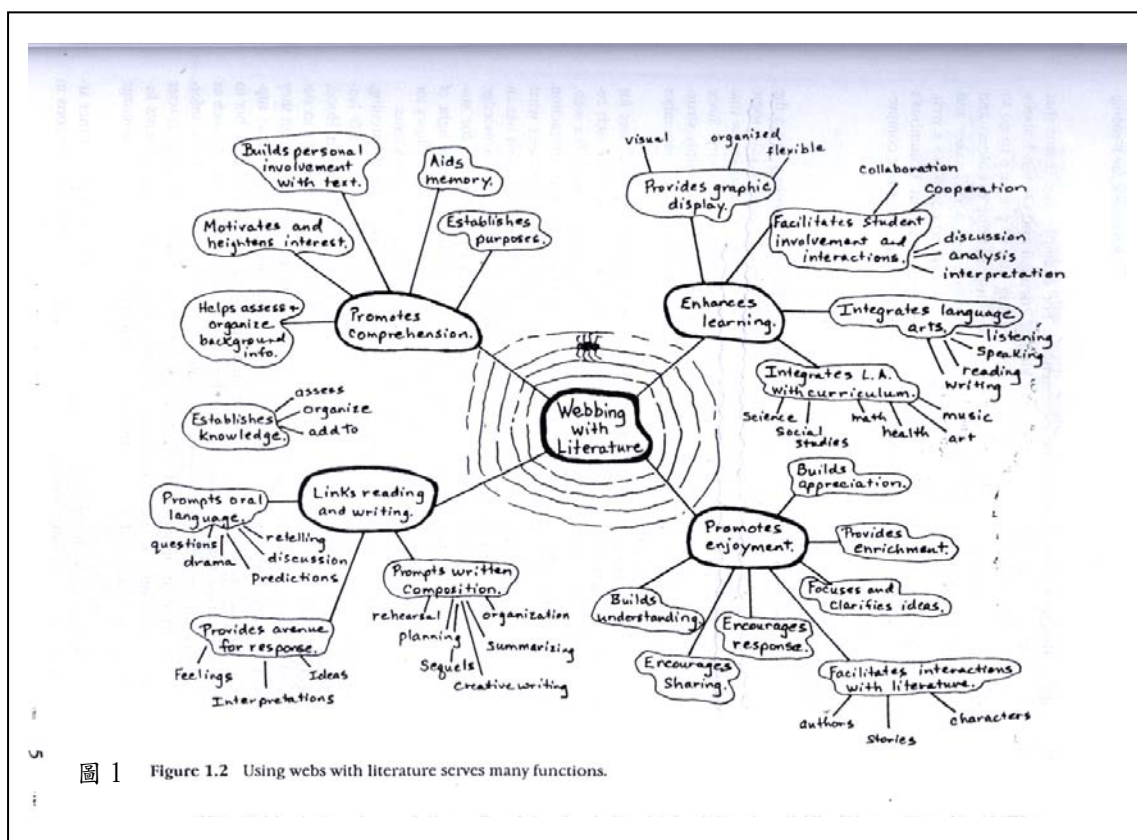 Builds personal
involvement
with text.
Aids
memory.
Motivates and
heightens interest.
Establishes
purposes.
Helps assess +
organize
background
info.
Promotes
comprehension.
Establishes
knowledge.
assess
organize
add to
visual
organized
flexible
Provides graphic
display.
collaboration
cooperation
Facilitates student
involvement and
interactions.
discussion
analysis
interpretation
Enhances
learning.
Integrates language
arts.
listening
speaking
reading
writing
Integrates L.A.
with curriculum.
Science
Social
studies
math
health
music
art
Webbing
with
Literature
Links reading
and writing.
Prompts oral
language.
questions
drama
retelling
discussion
Predictions
Prompts written
Composition.
rehearsal
planning
Sequels
organization
Summarizing
Creative writing
Provides avenue
for response.
Feelings
Interpretations
Ideas
Promotes
enjoyment.
Builds
appreciation.
Provides
enrichment.
Focuses and
clarifies ideas.
Builds
understanding.
Encourages
Sharing.
Encourages
response.
Facilitates interactions
with literature.
authors
Stories
characters
5
圖 1 Figure 1.2 Using webs with literature serves many functions.